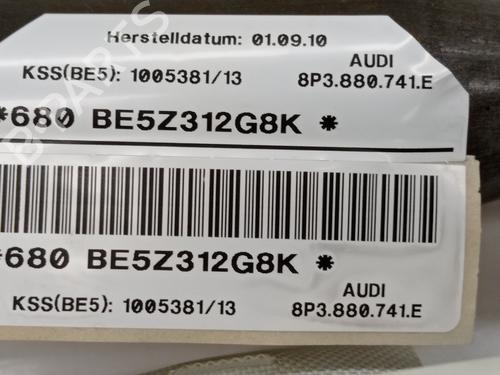 Herstelldatum: 01.09.10
KSS(BE5): 1005381/13
AUDI
8P3.880.741.E
*680 BE5Z312G8K *
*680 BE5Z312G8K *
KSS(BE5): 1005381/13
AUDI
8P3.880.741.E